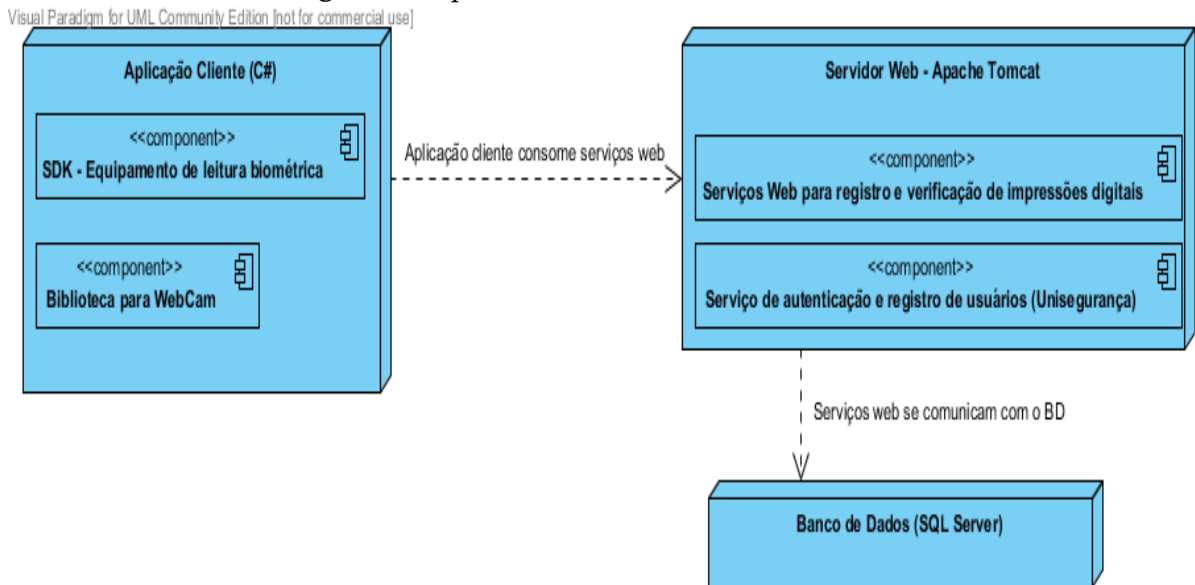 Visual Paradigm for UML Community Edition [not for commercial use]
Aplicação Cliente (C#)
<<component>>
SDK - Equipamento de leitura biométrica
<<component>>
Biblioteca para WebCam
Aplicação cliente consome serviços web
Servidor Web - Apache Tomcat
<<component>>
Serviços Web para registro e verificação de impressões digitais
<<component>>
Serviço de autenticação e registro de usuários (Unisegurança)
Serviços web se comunicam com o BD
Banco de Dados (SQL Server)